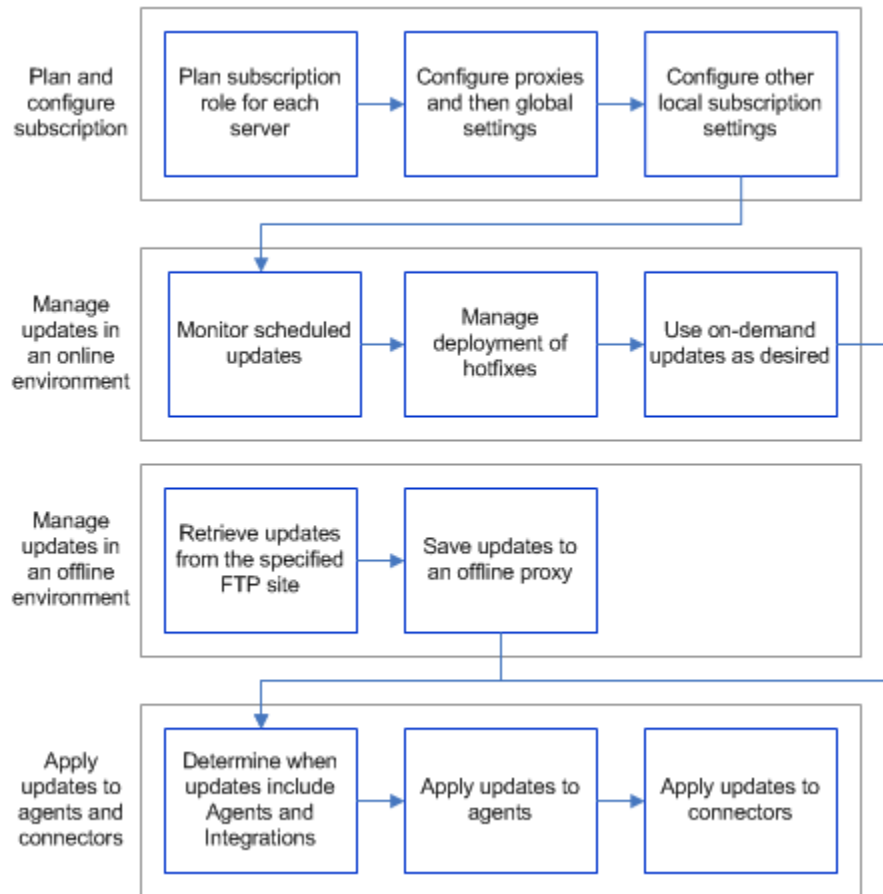 Plan and
configure
subscription
Plan subscription
role for each
server
Configure proxies
and then global
settings
Configure other
local subscription
settings
Manage
updates in
an online
environment
Monitor scheduled
updates
Manage
deployment of
hotfixes
Use on-demand
updates as desired
Manage
updates in
an offline
environment
Retrieve updates
from the specified
FTP site
Save updates to
an offline proxy
Apply
updates to
agents and
connectors
Determine when
updates include
Agents and
Integrations
Apply updates to
agents
Apply updates to
connectors